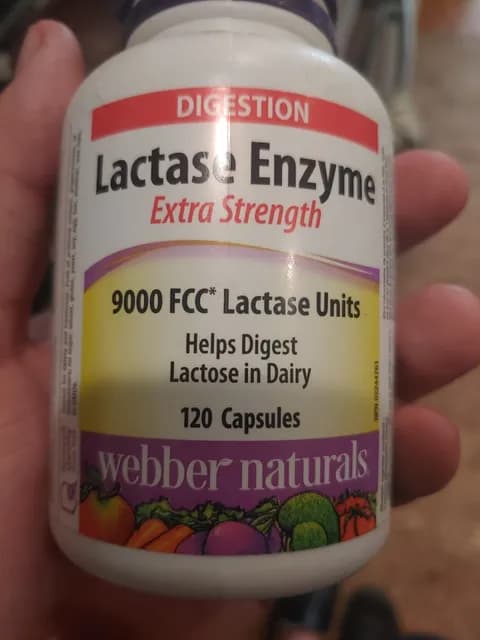 DIGESTION
Lactase Enzyme
Extra Strength
9000 FCC* Lactase Units
Helps Digest
Lactose in Dairy
120 Capsules
webber naturals